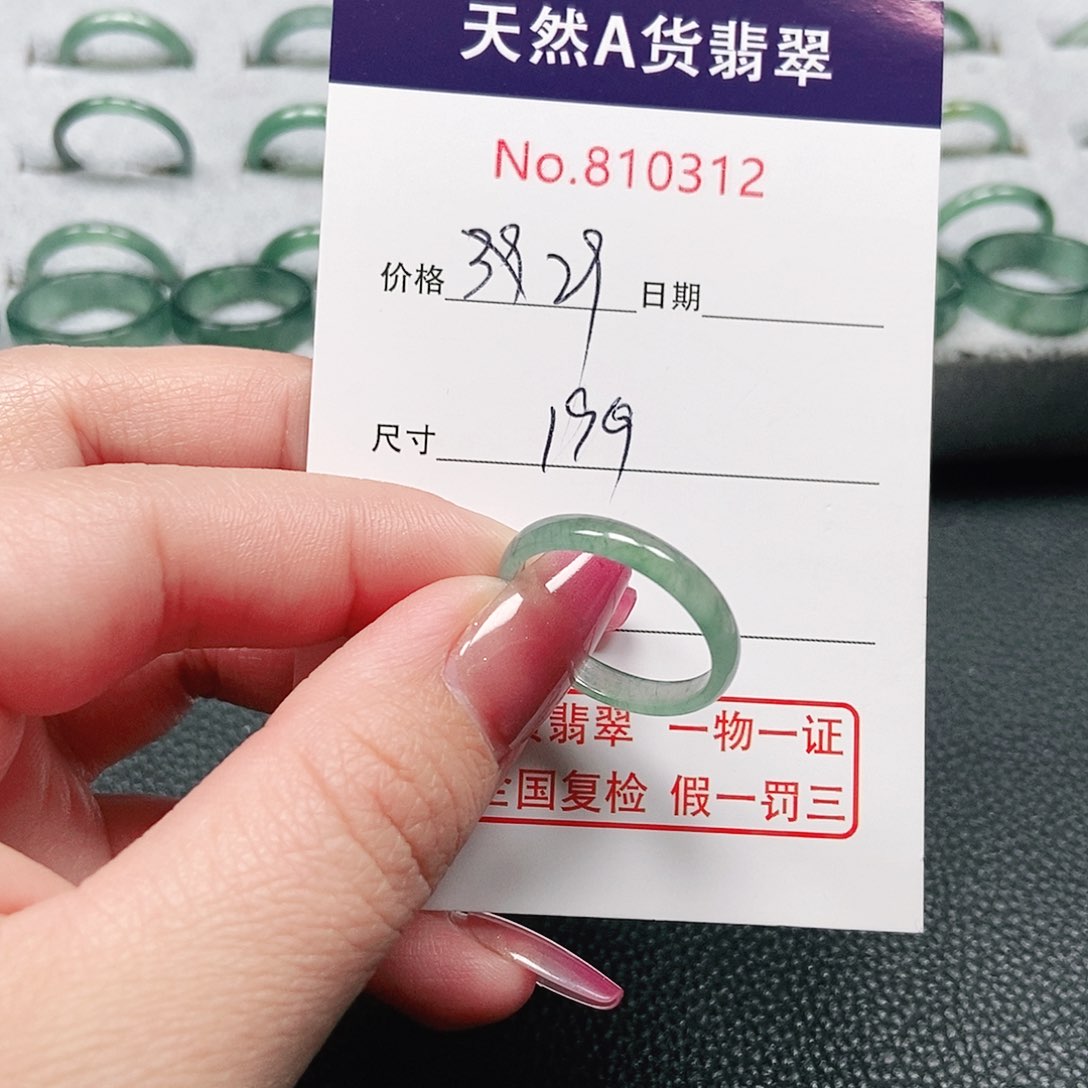 天然A货翡翠
No.810312
价格 3829 日期
尺寸 199
翡翠 一物一证
全国复检 假一罚三